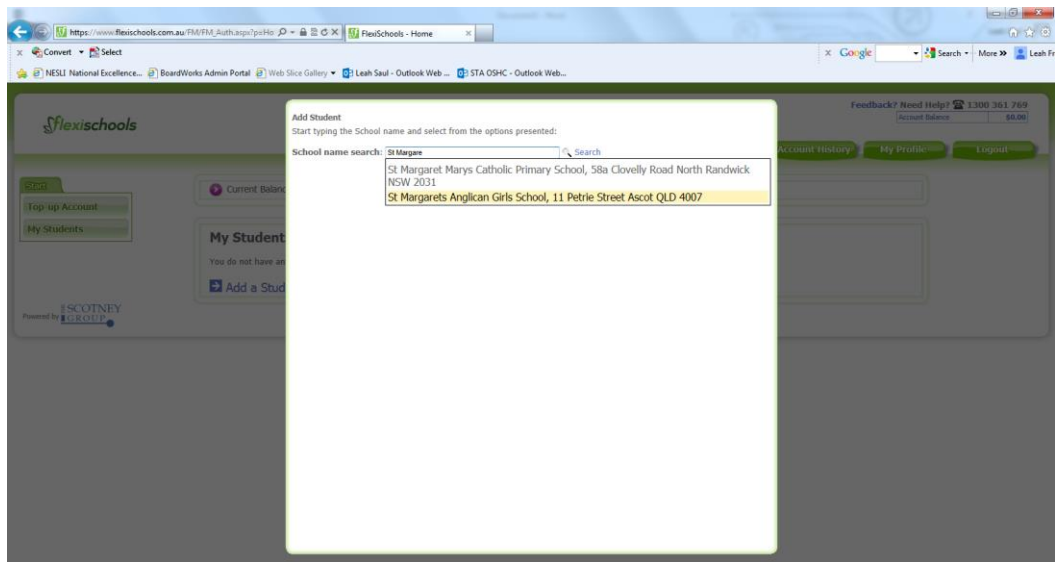 https://www.flexischools.com.au/FM/FM_Auth.aspx?p=Ho
FlexiSchools - Home
x Convert Select
x Google Search More » Leah Fr
NESLI National Excellence... BoardWorks Admin Portal Web Slice Gallery Leah Saul - Outlook Web ... STA OSHC - Outlook Web...
flexischools
Feedback? Need Help? 1300 361 769
Account Balance $0.00
Account History My Profile Logout
Start
Top-up Account
My Students
Current Balanc
My Student
You do not have an
Add a Stud
Powered by SCOTNEY
GROUP
Add Student
Start typing the School name and select from the options presented:
School name search: St Margare Search
St Margaret Marys Catholic Primary School, 58a Clovelly Road North Randwick
NSW 2031
St Margarets Anglican Girls School, 11 Petrie Street Ascot QLD 4007